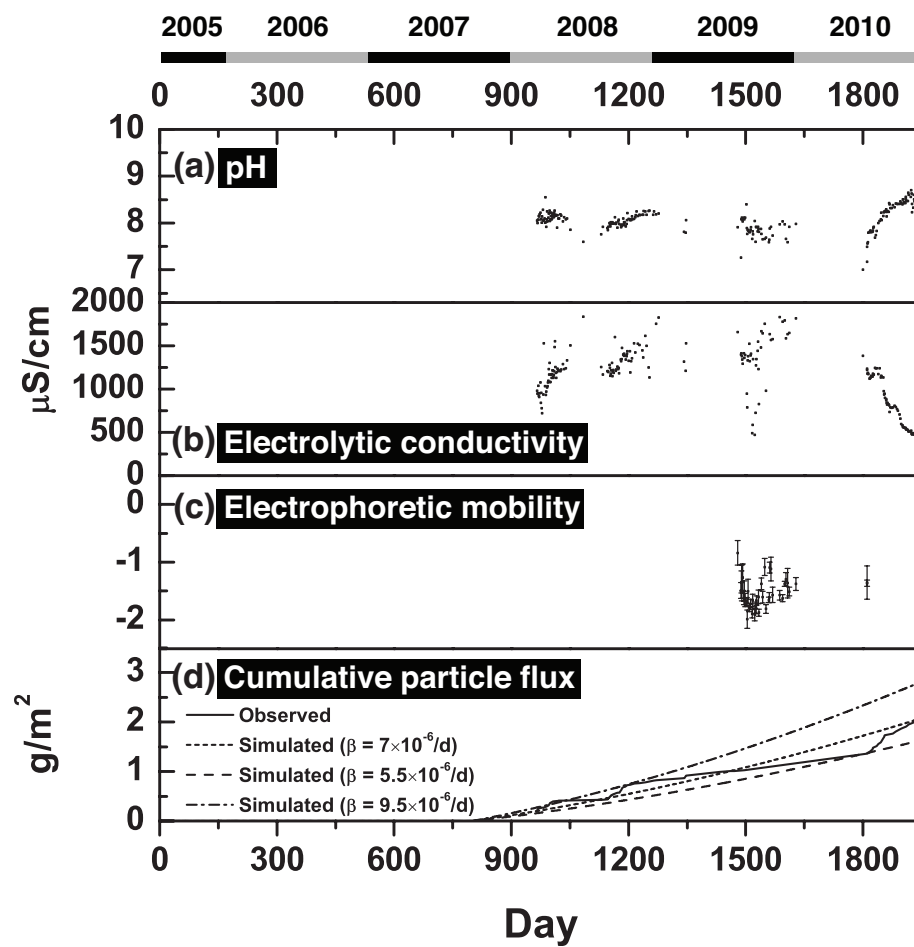 2005 2006 2007 2008 2009 2010
0 300 600 900 1200 1500 1800
10
(a) pH
9
8
7
2000
1500
1000
500
0
μS/cm
(b) Electrolytic conductivity
0
(c) Electrophoretic mobility
-1
-2
3
(d) Cumulative particle flux
2
1
0
g/m²
Observed
Simulated (β = 7×10⁻⁶/d)
Simulated (β = 5.5×10⁻⁶/d)
Simulated (β = 9.5×10⁻⁶/d)
0 300 600 900 1200 1500 1800
Day